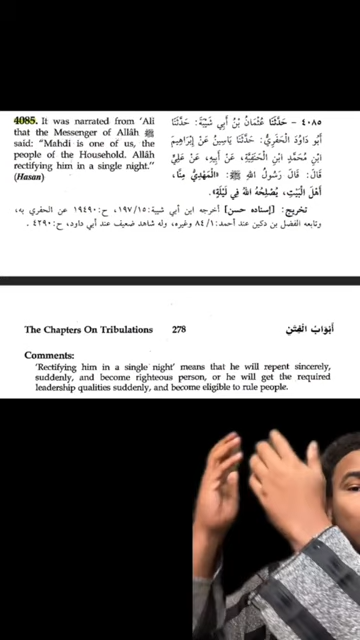 4085. It was narrated from 'Ali
that the Messenger of Allâh ﷺ
said: "Mahdi is one of us, the
people of the Household. Allâh
rectifying him in a single night."
(Hasan)
٤٠٨٥ - حَدَّثَنَا عُثْمَانُ بْنُ أَبِي شَيْبَةَ: حَدَّثَنَا
أَبُو دَاوُدَ الْحَفَرِيُّ: حَدَّثَنَا يَاسِينُ عَنْ إِبْرَاهِيمَ
ابْنِ مُحَمَّدِ ابْنِ الْحَنَفِيَّةِ، عَنْ أَبِيهِ، عَنْ عَلِيٍّ
قَالَ: قَالَ رَسُولُ اللهِ ﷺ: «الْمَهْدِيُّ مِنَّا،
أَهْلَ الْبَيْتِ، يُصْلِحُهُ اللهُ فِي لَيْلَةٍ».
تخريج: [إسناده حسن] أخرجه ابن أبي شيبة: ١٩٧/١٥، ح: ١٩٤٩٠ عن الحفري به،
وتابعه الفضل بن دكين عند أحمد: ٨٤/١ وغيره، وله شاهد ضعيف عند أبي داود، ح: ٤٢٩٠ .
The Chapters On Tribulations 278 أَبْوَابُ الْفِتَنِ
Comments:
'Rectifying him in a single night' means that he will repent sincerely,
suddenly, and become righteous person, or he will get the required
leadership qualities suddenly, and become eligible to rule people.